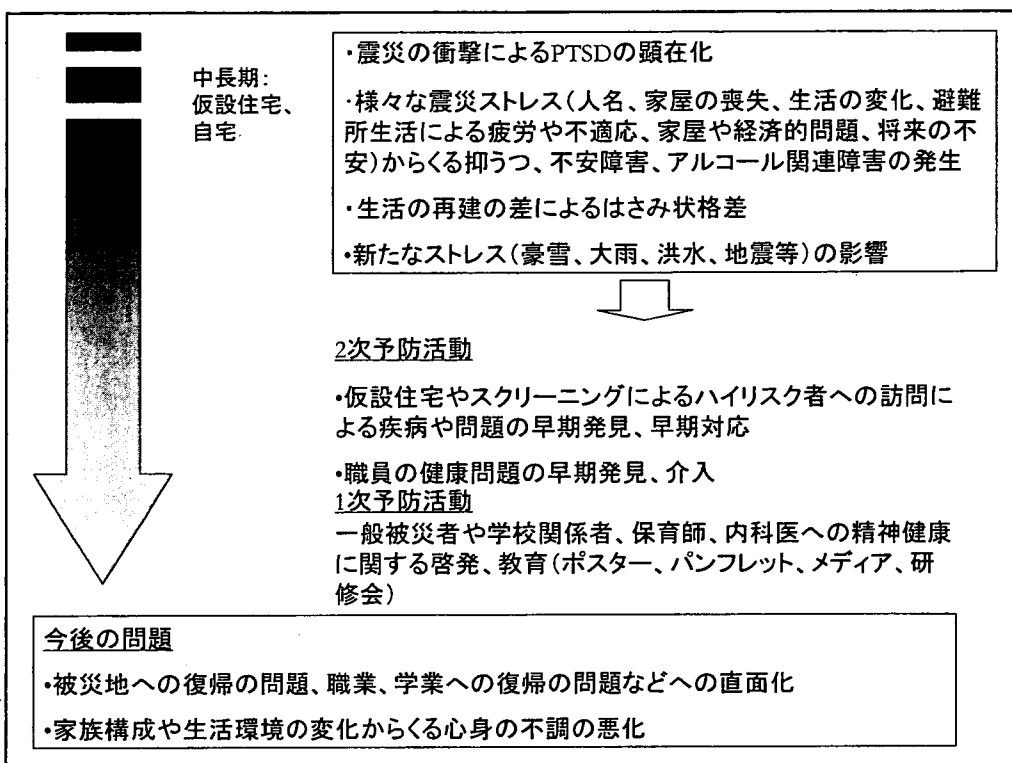 中長期:
仮設住宅、
自宅
・震災の衝撃によるPTSDの顕在化
・様々な震災ストレス(人名、家屋の喪失、生活の変化、避難
所生活による疲労や不適応、家屋や経済的問題、将来の不
安)からくる抑うつ、不安障害、アルコール関連障害の発生
・生活の再建の差によるはさみ状格差
・新たなストレス(豪雪、大雨、洪水、地震等)の影響
2次予防活動
・仮設住宅やスクリーニングによるハイリスク者への訪問に
よる疾病や問題の早期発見、早期対応
・職員の健康問題の早期発見、介入
1次予防活動
一般被災者や学校関係者、保育師、内科医への精神健康
に関する啓発、教育(ポスター、パンフレット、メディア、研
修会)
今後の問題
・被災地への復帰の問題、職業、学業への復帰の問題などへの直面化
・家族構成や生活環境の変化からくる心身の不調の悪化